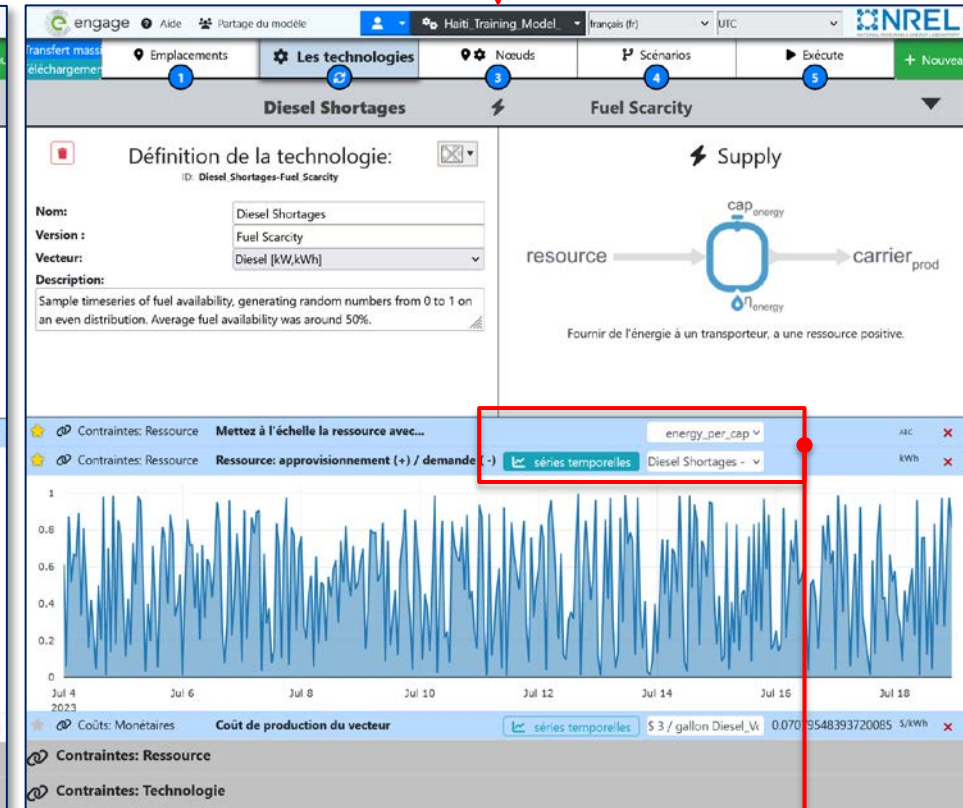 engage Aide Partage du modèle Haiti_Training_Model_ français (fr) UTC NREL
Transfert massi
éléchargemen
Emplacements Les technologies Nœuds Scénarios Exécute + Nouvea
1 3 4 5
Diesel Shortages Fuel Scarcity
Définition de la technologie:
ID: Diesel_Shortages-Fuel_Scarcity
Nom: Diesel Shortages
Version : Fuel Scarcity
Vecteur: Diesel [kW,kWh]
Description:
Sample timeseries of fuel availability, generating random numbers from 0 to 1 on
an even distribution. Average fuel availability was around 50%.
Supply
cap energy
resource carrier prod
η energy
Fournir de l'énergie à un transporteur, a une ressource positive.
Contraintes: Ressource Mettez à l'échelle la ressource avec... energy_per_cap ABC
Contraintes: Ressource Ressource: approvisionnement (+) / demande (-) séries temporelles Diesel Shortages - kWh
1
0.8
0.6
0.4
0.2
0
Jul 4 Jul 6 Jul 8 Jul 10 Jul 12 Jul 14 Jul 16 Jul 18
2023
Coûts: Monétaires Coût de production du vecteur séries temporelles $ 3 / gallon Diesel_V $/kWh
Contraintes: Ressource
Contraintes: Technologie